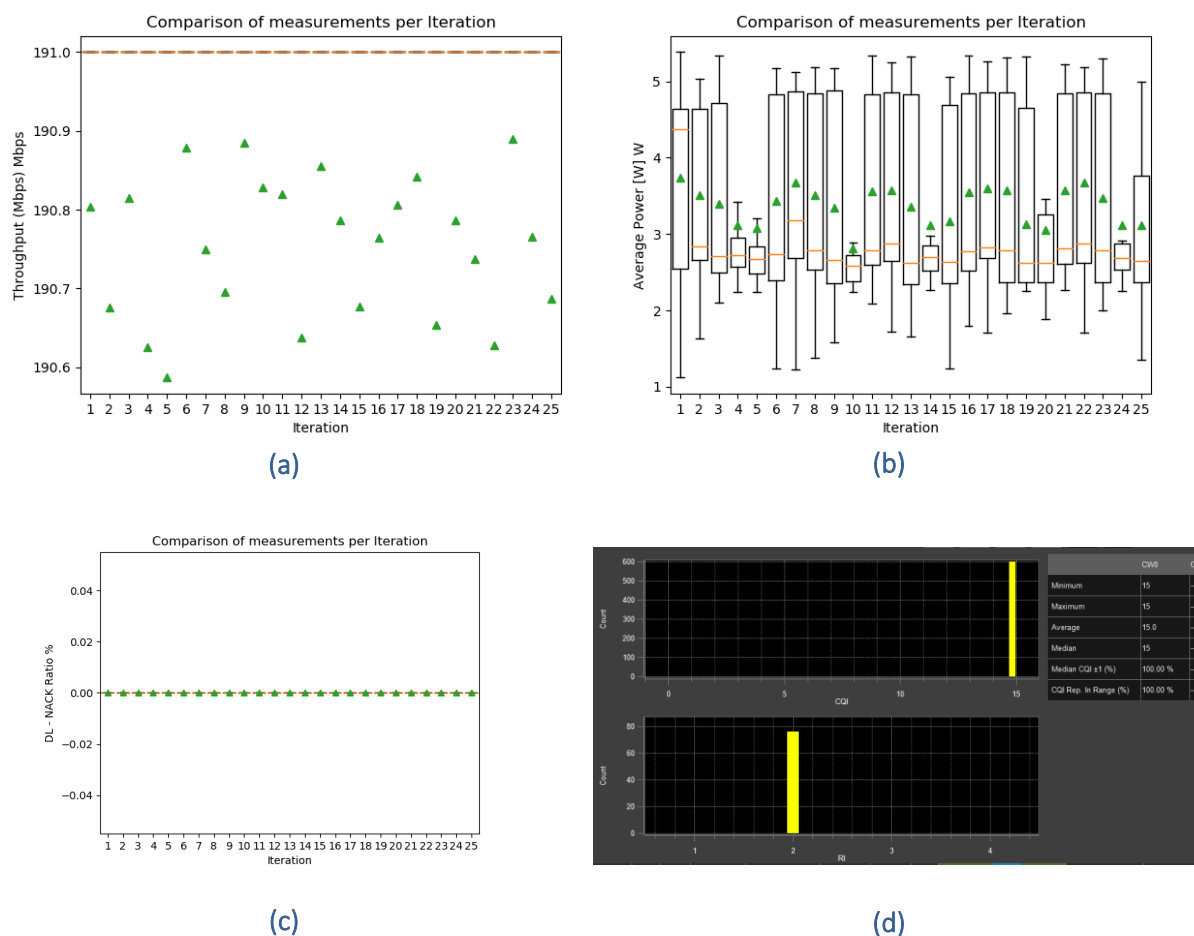 Comparison of measurements per Iteration
Throughput (Mbps) Mbps
191.0
190.9
190.8
190.7
190.6
1 2 3 4 5 6 7 8 9 10 11 12 13 14 15 16 17 18 19 20 21 22 23 24 25
Iteration
(a)
Comparison of measurements per Iteration
Average Power [W] W
5
4
3
2
1
1 2 3 4 5 6 7 8 9 10 11 12 13 14 15 16 17 18 19 20 21 22 23 24 25
Iteration
(b)
Comparison of measurements per Iteration
DL - NACK Ratio %
0.04
0.02
0.00
−0.02
−0.04
1 2 3 4 5 6 7 8 9 10 11 12 13 14 15 16 17 18 19 20 21 22 23 24 25
Iteration
(c)
Count
600
500
400
300
200
100
0
0 5 10 15
CQI
Count
80
60
40
20
0
1 2 3 4
RI
CW0
Minimum 15
Maximum 15
Average 15.0
Median 15
Median CQI ±1 (%) 100.00 %
CQI Rep. In Range (%) 100.00 %
(d)